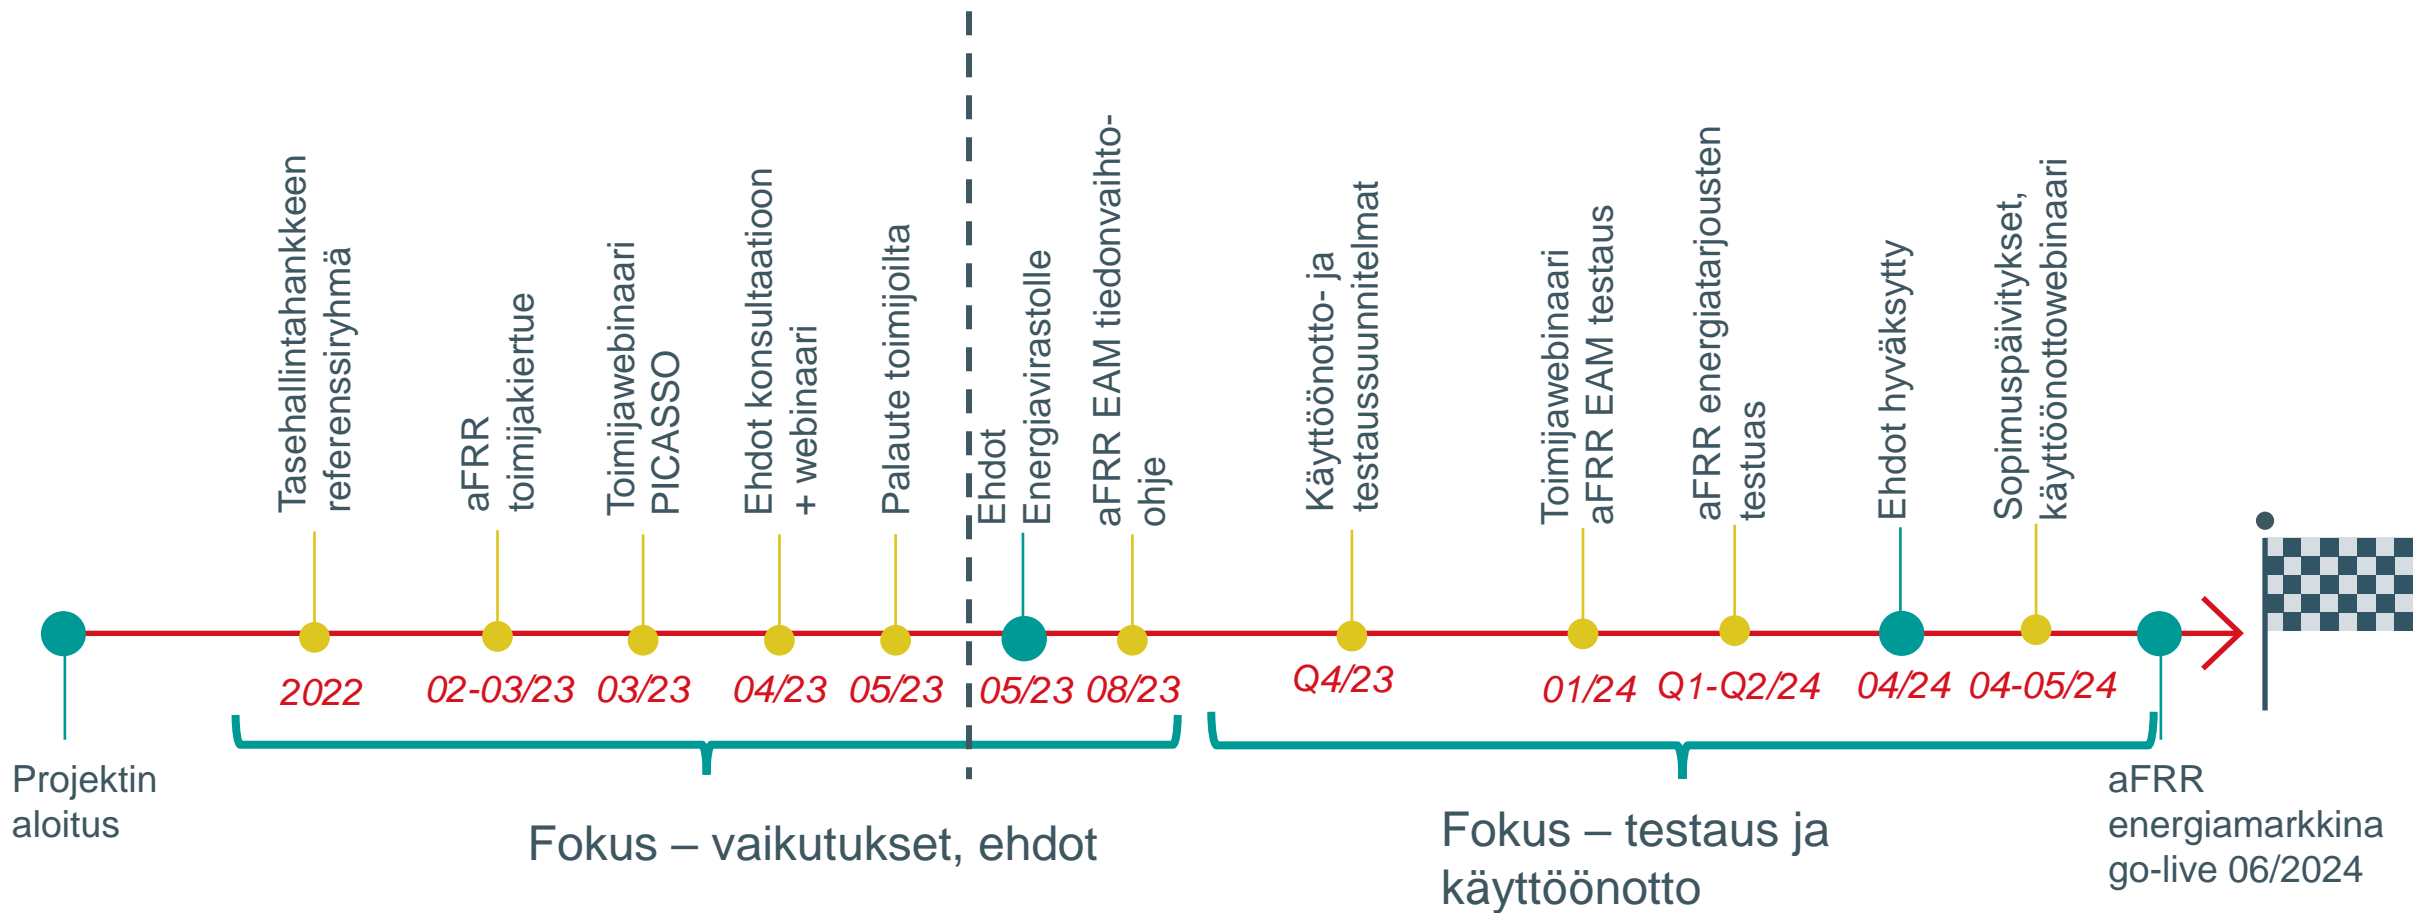 Tasehallintahankkeen
referenssiryhmä
aFRR
toimijakiertue
Toimijawebinaari
PICASSO
Ehdot konsultaatioon
+ webinaari
Palaute toimijoilta
Ehdot
Energiavirastolle
aFRR EAM tiedonvaihto-
ohje
Käyttöönotto- ja
testaussuunnitelmat
Toimijawebinaari
aFRR EAM testaus
aFRR energiatarjousten
testuas
Ehdot hyväksytty
Sopimuspäivitykset,
käyttöönottowebinaari
2022
02-03/23
03/23
04/23
05/23
05/23
08/23
Q4/23
01/24
Q1-Q2/24
04/24
04-05/24
Projektin
aloitus
Fokus – vaikutukset, ehdot
Fokus – testaus ja
käyttöönotto
aFRR
energiamarkkina
go-live 06/2024